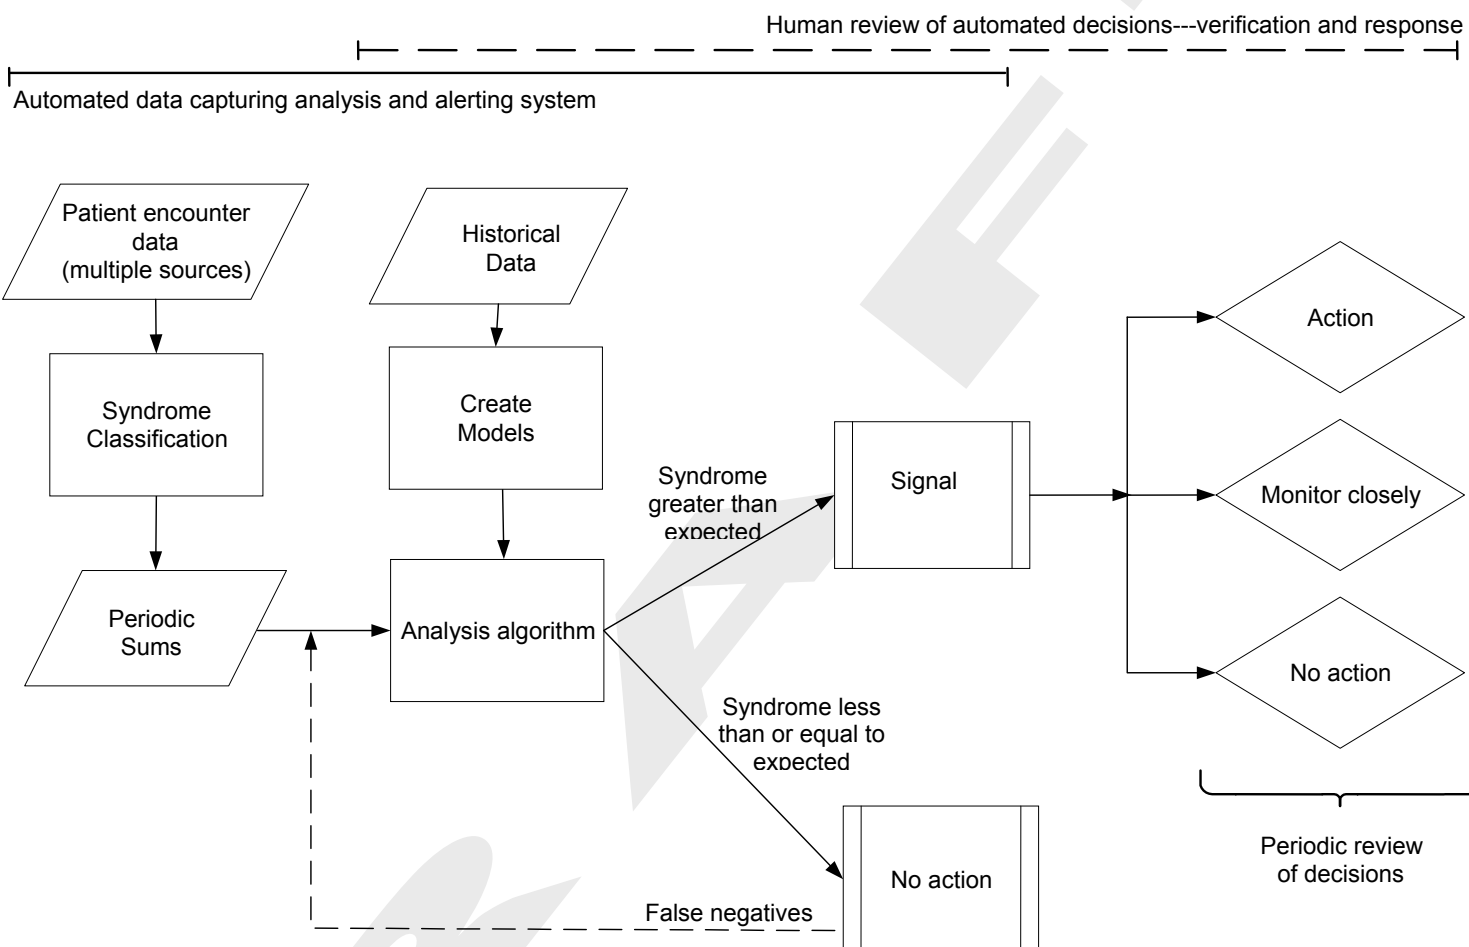 Human review of automated decisions---verification and response
Automated data capturing analysis and alerting system
Patient encounter
data
(multiple sources)
Historical
Data
Syndrome
Classification
Create
Models
Periodic
Sums
Analysis algorithm
Syndrome
greater than
expected
Signal
Syndrome less
than or equal to
expected
No action
False negatives
Action
Monitor closely
No action
Periodic review
of decisions